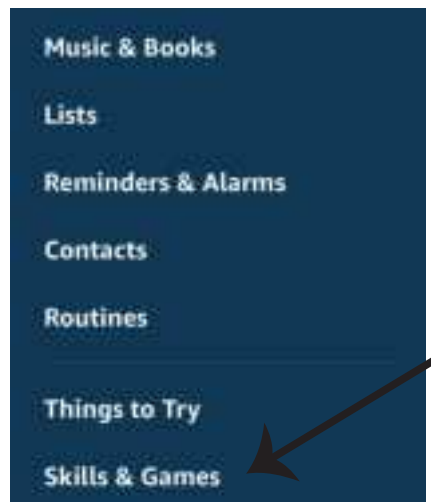 Music & Books
Lists
Reminders & Alarms
Contacts
Routines
Things to Try
Skills & Games